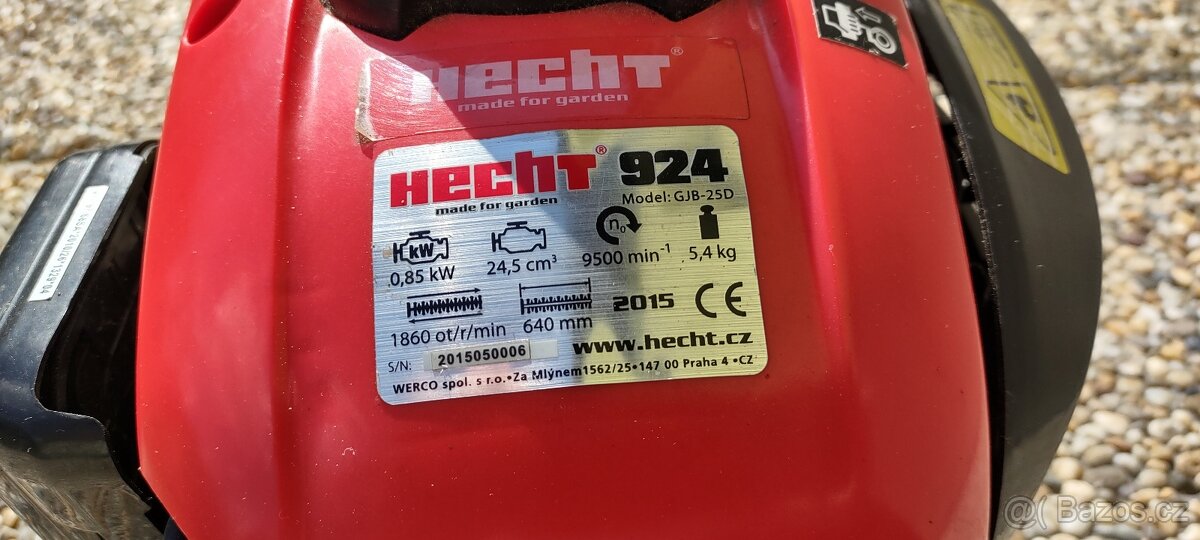 HECHT®
made for garden
HECHT® 924
made for garden
Model: GJB-25D
kW
n₀
0,85 kW
24,5 cm³
9500 min⁻¹
5,4 kg
2015 CE
1860 ot/r/min
640 mm
S/N: 2015050006
www.hecht.cz
WERCO spol. s r.o.•Za Mlýnem1562/25•147 00 Praha 4 •CZ
@( Bazos.cz